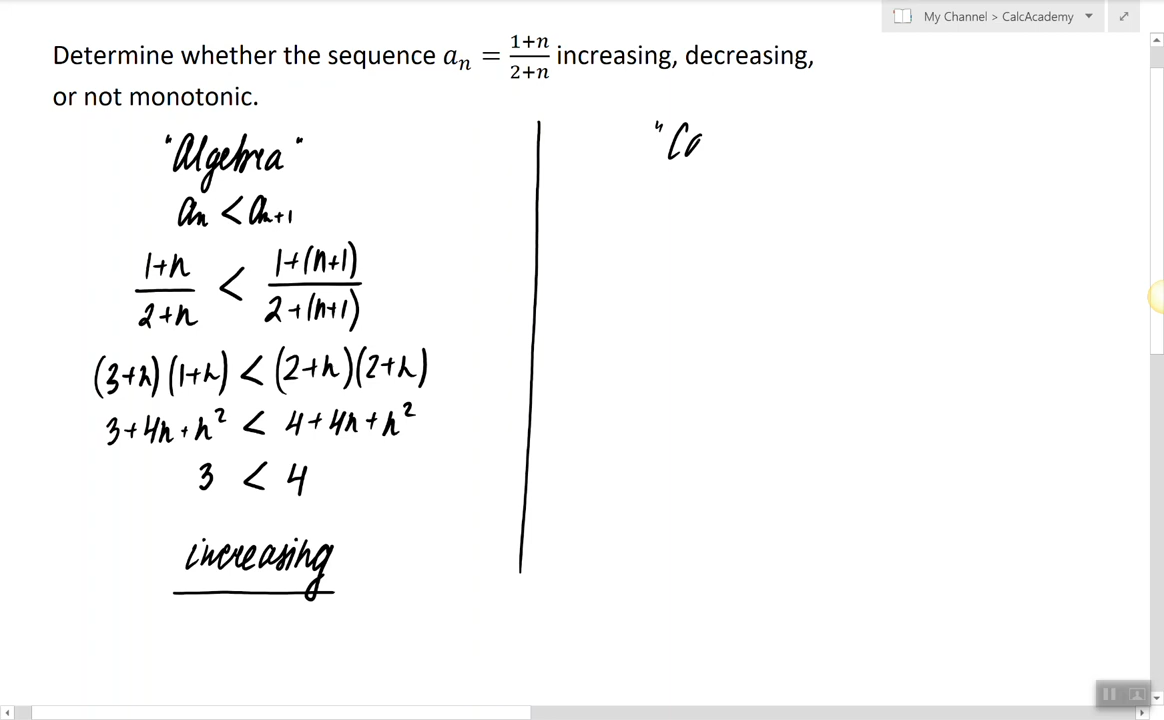 My Channel > CalcAcademy
Determine whether the sequence aₙ = (1+n)/(2+n) increasing, decreasing,
or not monotonic.
"Algebra"
aₙ < aₙ₊₁
(1+n)/(2+n) < (1+(n+1))/(2+(n+1))
(3+n)(1+n) < (2+n)(2+n)
3+4n+n² < 4+4n+n²
3 < 4
increasing
"Ca